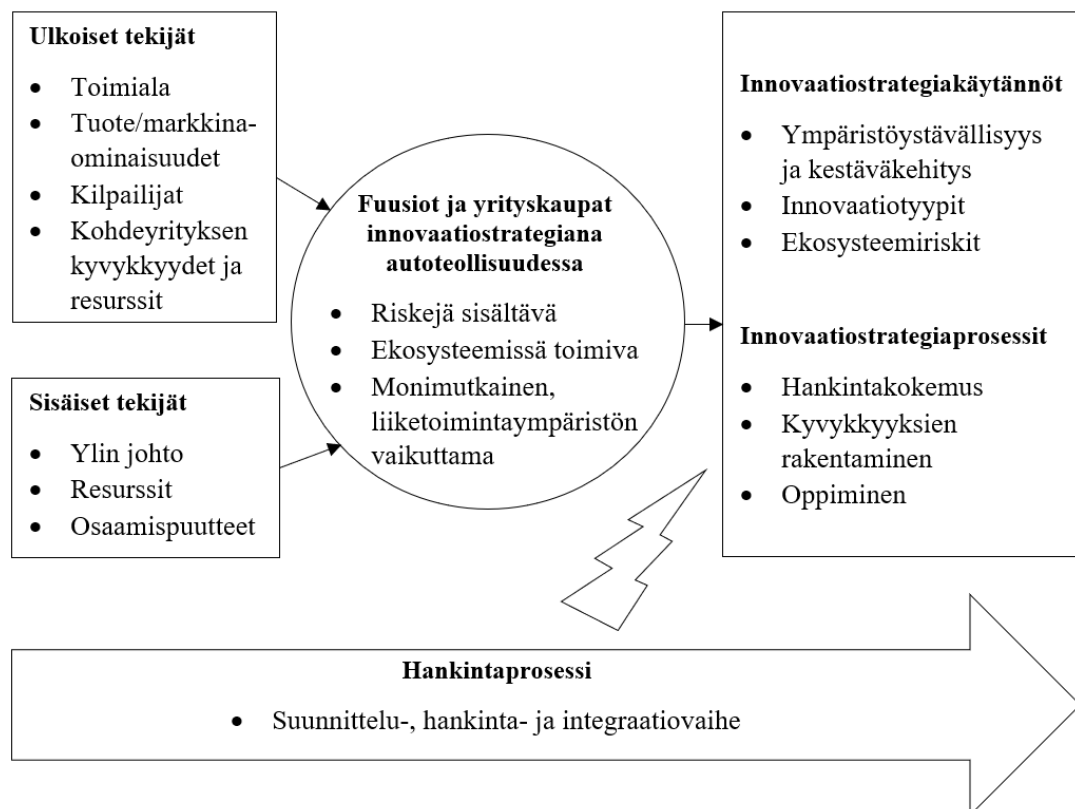 Ulkoiset tekijät
• Toimiala
• Tuote/markkina-
ominaisuudet
• Kilpailijat
• Kohdeyrityksen
kyvykkyydet ja
resurssit
Sisäiset tekijät
• Ylin johto
• Resurssit
• Osaamispuutteet
Fuusiot ja yrityskaupat
innovaatiostrategiana
autoteollisuudessa
• Riskejä sisältävä
• Ekosysteemissä toimiva
• Monimutkainen,
liiketoimintaympäristön
vaikuttama
Innovaatiostrategiakäytännöt
• Ympäristöystävällisyys
ja kestäväkehitys
• Innovaatiotyypit
• Ekosysteemiriskit
Innovaatiostrategiaprosessit
• Hankintakokemus
• Kyvykkyyksien
rakentaminen
• Oppiminen
Hankintaprosessi
• Suunnittelu-, hankinta- ja integraatiovaihe